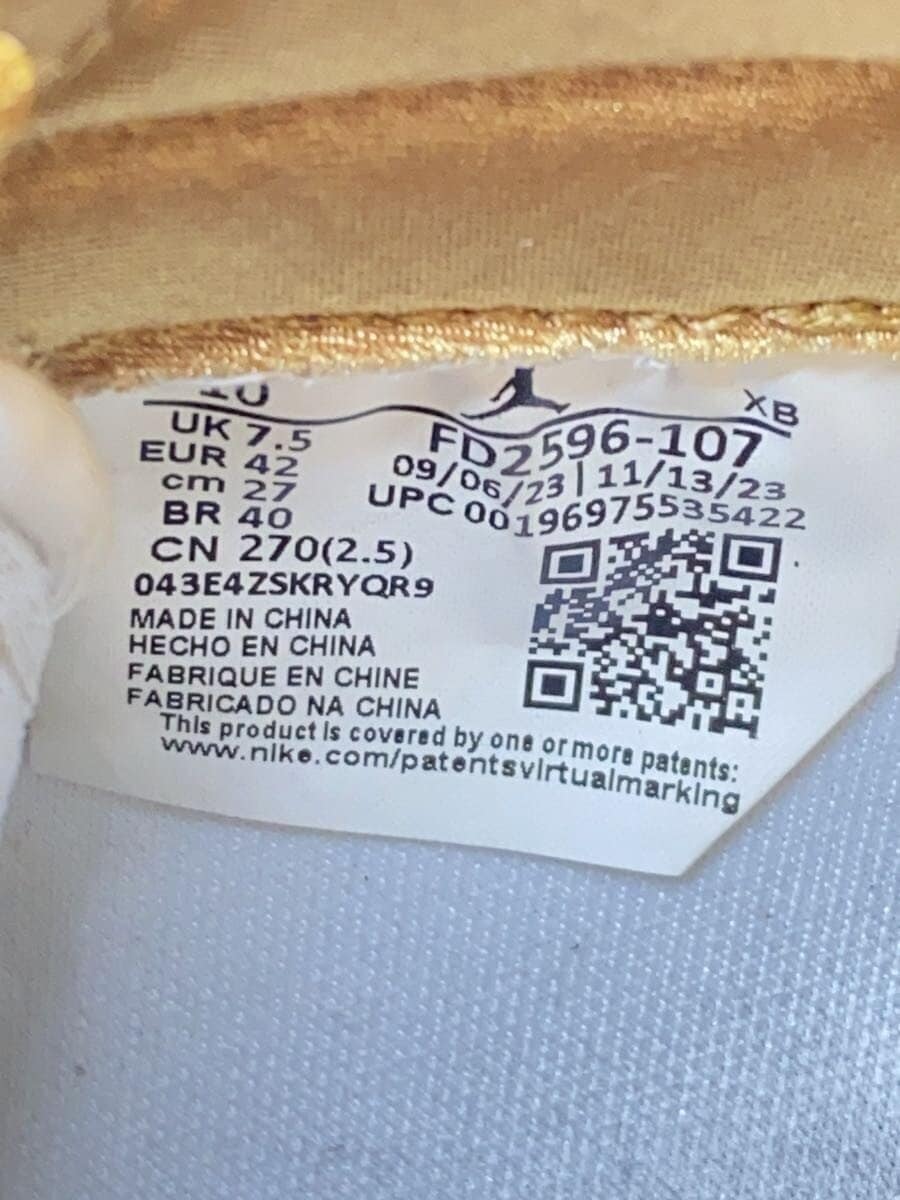 XB
UK 7.5
EUR 42
cm 27
BR 40
CN 270(2.5)
043E4ZSKRYQR9
FD2596-107
09/06/23 | 11/13/23
UPC 00196975535422
MADE IN CHINA
HECHO EN CHINA
FABRIQUE EN CHINE
FABRICADO NA CHINA
This product is covered by one or more patents:
www.nike.com/patentsvirtualmarking